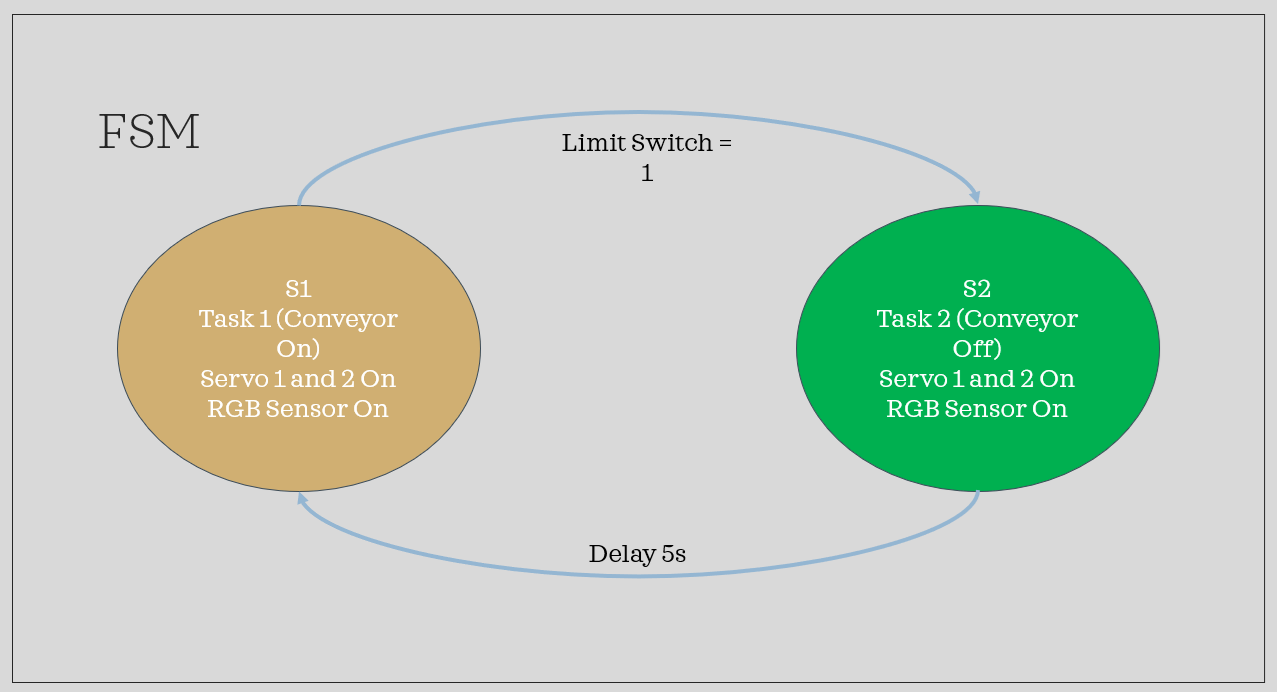 FSM
Limit Switch =
1
S1
Task 1 (Conveyor
On)
Servo 1 and 2 On
RGB Sensor On
S2
Task 2 (Conveyor
Off)
Servo 1 and 2 On
RGB Sensor On
Delay 5s